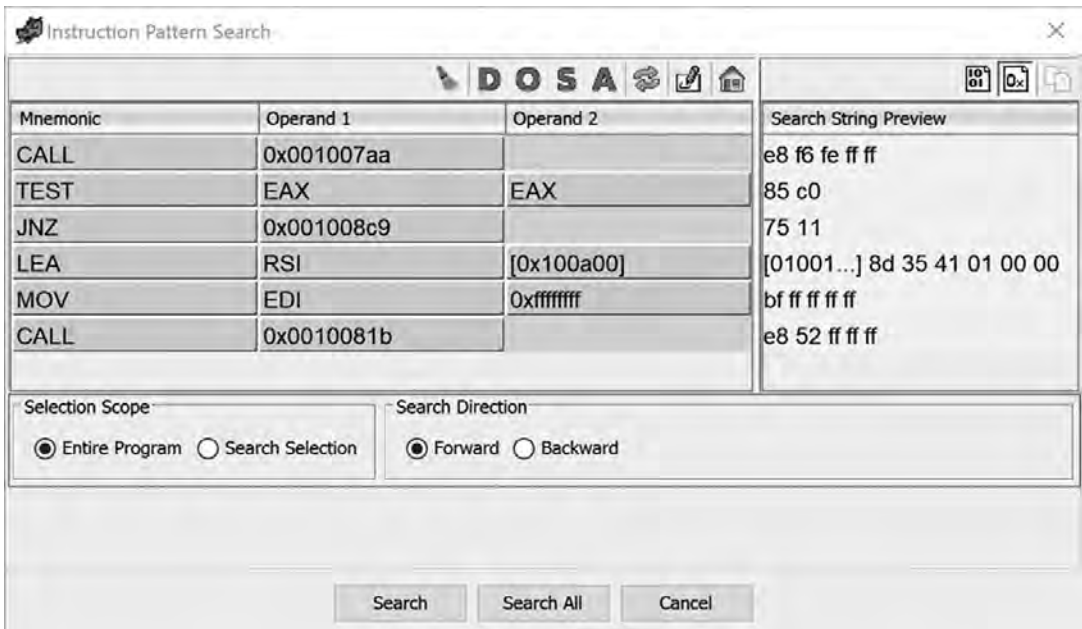 Instruction Pattern Search
D O S A
Mnemonic Operand 1 Operand 2 Search String Preview
CALL 0x001007aa e8 f6 fe ff ff
TEST EAX EAX 85 c0
JNZ 0x001008c9 75 11
LEA RSI [0x100a00] [01001...] 8d 35 41 01 00 00
MOV EDI 0xffffffff bf ff ff ff ff
CALL 0x0010081b e8 52 ff ff ff
Selection Scope Search Direction
Entire Program Search Selection Forward Backward
Search Search All Cancel